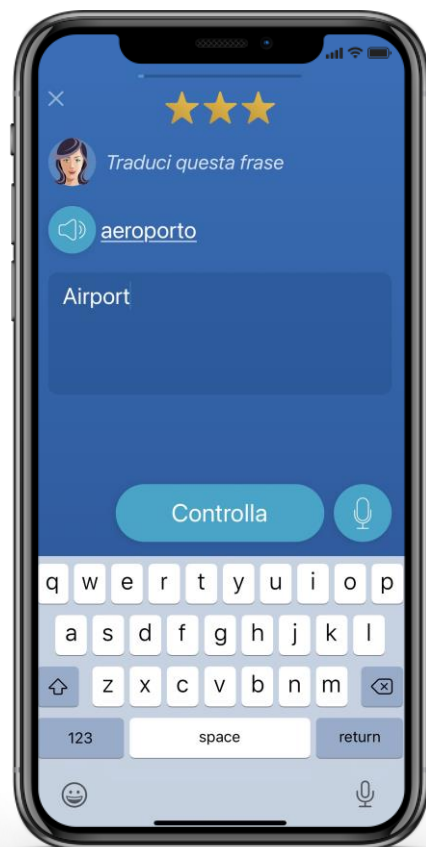 Traduci questa frase
aeroporto
Airport
Controlla
q w e r t y u i o p
a s d f g h j k l
z x c v b n m
123 space return